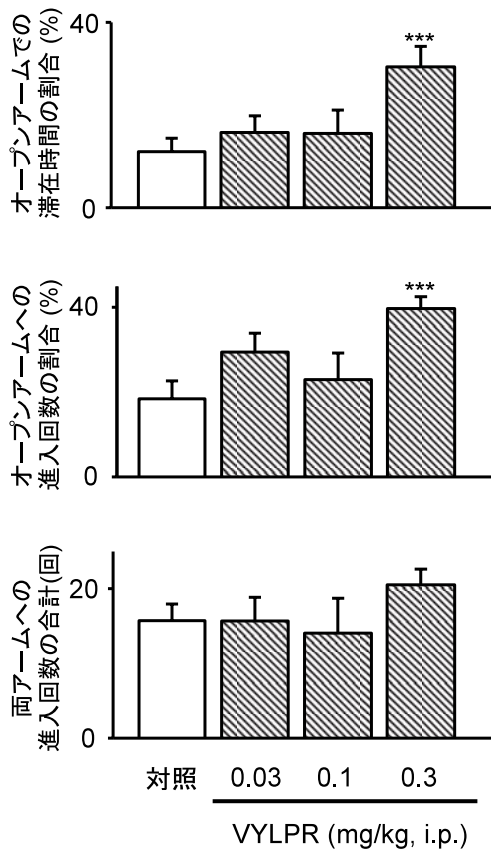 オープンアームでの
滞在時間の割合 (%)
40
0
***
オープンアームへの
進入回数の割合 (%)
40
0
***
両アームへの
進入回数の合計(回)
20
0
対照 0.03 0.1 0.3
VYLPR (mg/kg, i.p.)